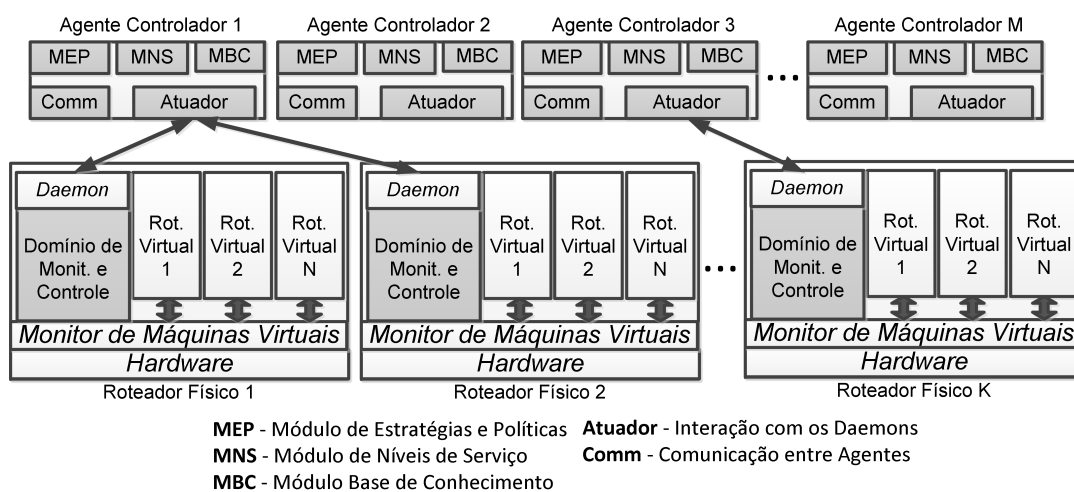 Agente Controlador 1
MEP
MNS
MBC
Comm
Atuador
Agente Controlador 2
MEP
MNS
MBC
Comm
Atuador
Agente Controlador 3
MEP
MNS
MBC
Comm
Atuador
...
Agente Controlador M
MEP
MNS
MBC
Comm
Atuador
Daemon
Domínio de
Monit. e
Controle
Rot.
Virtual
1
Rot.
Virtual
2
Rot.
Virtual
N
Monitor de Máquinas Virtuais
Hardware
Roteador Físico 1
Daemon
Domínio de
Monit. e
Controle
Rot.
Virtual
1
Rot.
Virtual
2
Rot.
Virtual
N
Monitor de Máquinas Virtuais
Hardware
Roteador Físico 2
...
Daemon
Domínio de
Monit. e
Controle
Rot.
Virtual
1
Rot.
Virtual
2
Rot.
Virtual
N
Monitor de Máquinas Virtuais
Hardware
Roteador Físico K
MEP - Módulo de Estratégias e Políticas
MNS - Módulo de Níveis de Serviço
MBC - Módulo Base de Conhecimento
Atuador - Interação com os Daemons
Comm - Comunicação entre Agentes